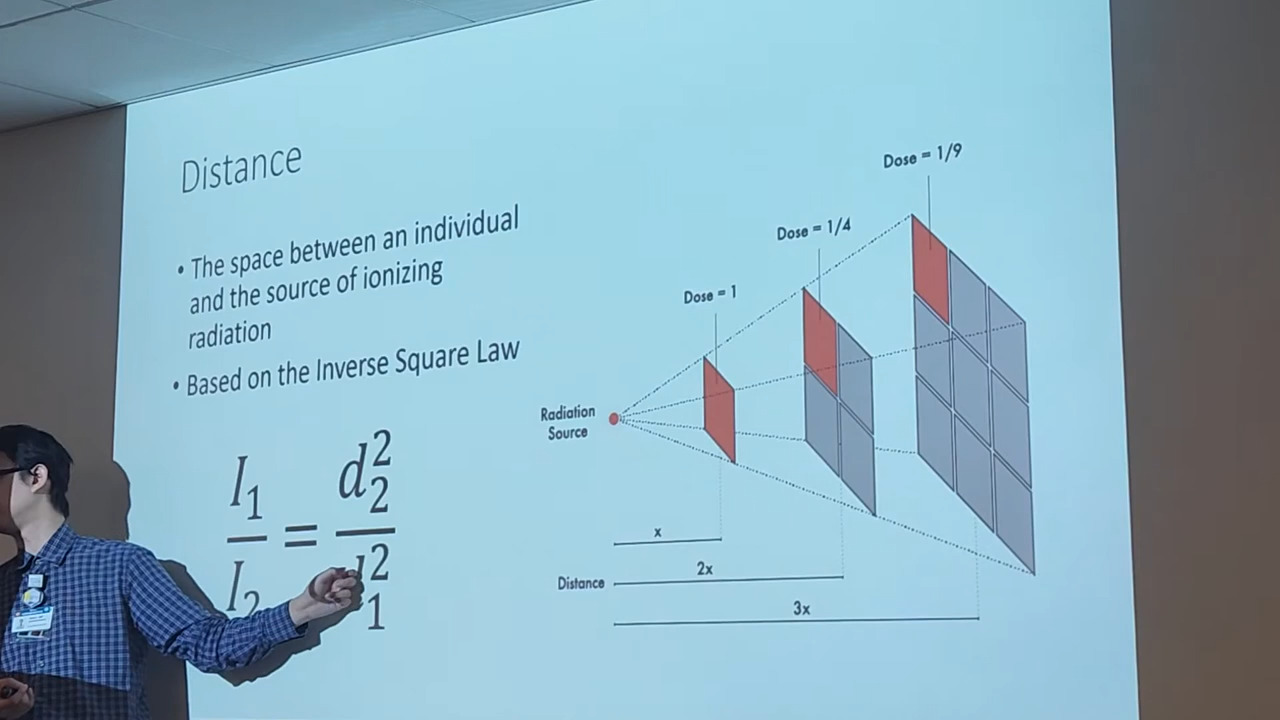 Distance
• The space between an individual
and the source of ionizing
radiation
• Based on the Inverse Square Law
I₁
I₂
=
d₂²
₁²
Dose = 1/9
Dose = 1/4
Dose = 1
Radiation
Source
x
2x
Distance
3x